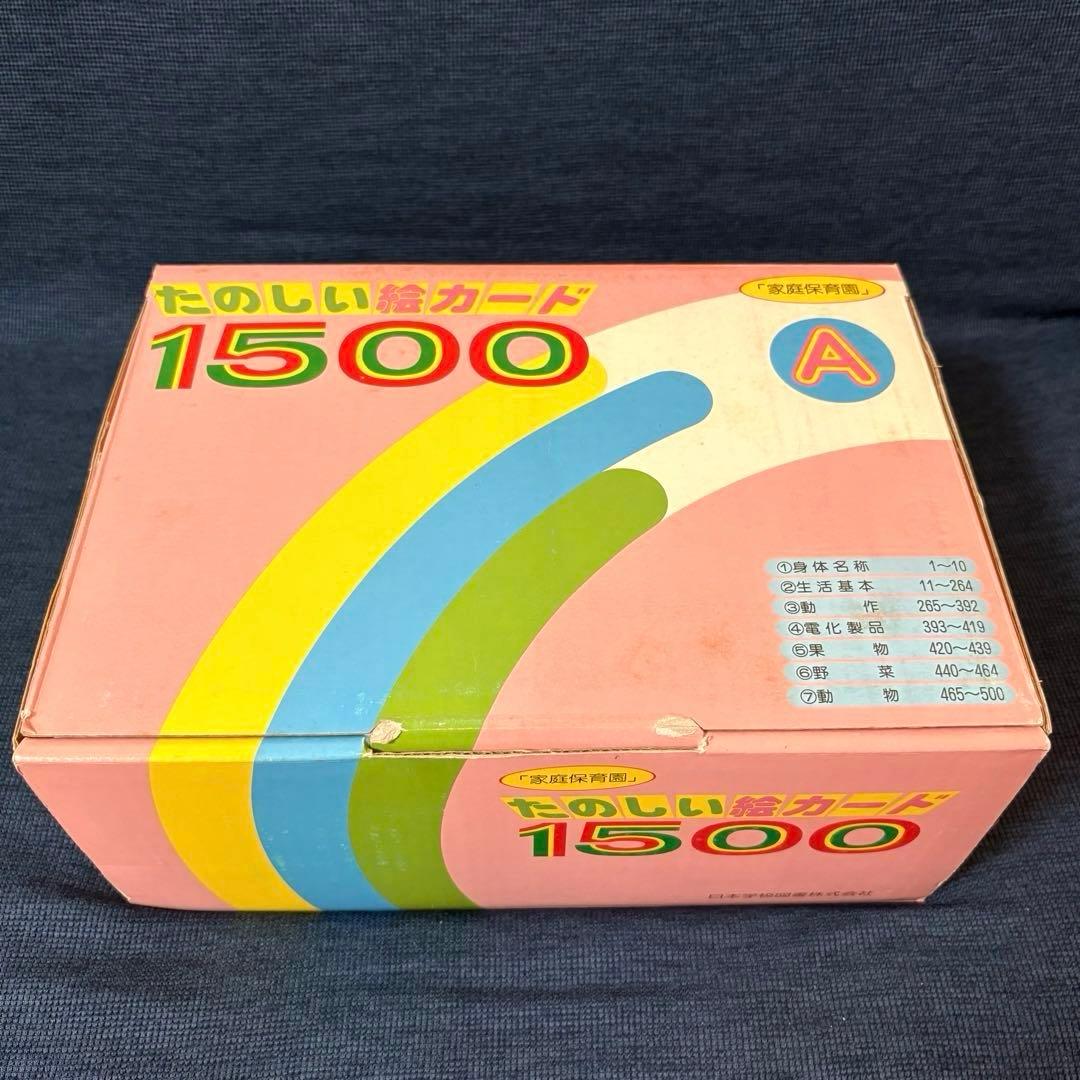 たのしい絵カード
1500
「家庭保育園」
A
①身体名称 1～10
②生活基本 11～264
③動作 265～392
④電化製品 393～419
⑤果物 420～439
⑥野菜 440～464
⑦動物 465～500
「家庭保育園」
たのしい絵カード
1500
日本学校図書株式会社